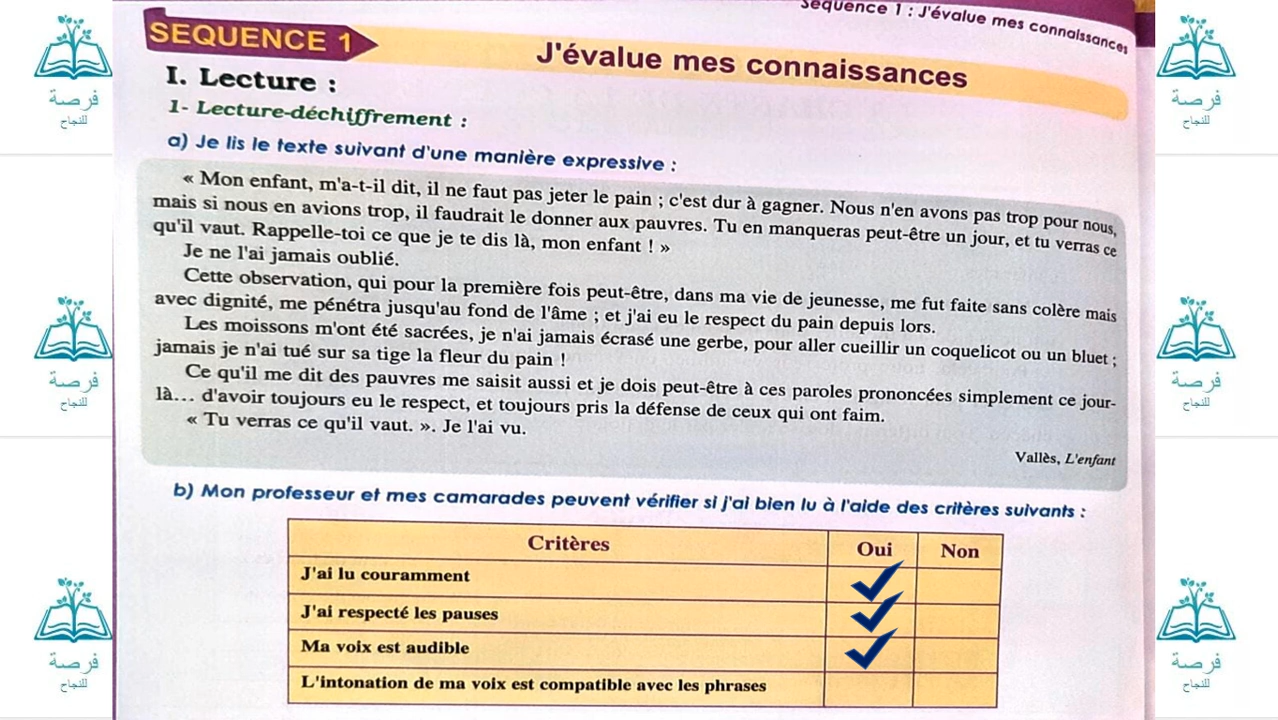 Séquence 1 : J'évalue mes connaissances
SEQUENCE 1
J'évalue mes connaissances
I. Lecture :
1- Lecture-déchiffrement :
a) Je lis le texte suivant d'une manière expressive :
« Mon enfant, m'a-t-il dit, il ne faut pas jeter le pain ; c'est dur à gagner. Nous n'en avons pas trop pour nous,
mais si nous en avions trop, il faudrait le donner aux pauvres. Tu en manqueras peut-être un jour, et tu verras ce
qu'il vaut. Rappelle-toi ce que je te dis là, mon enfant ! »
Je ne l'ai jamais oublié.
Cette observation, qui pour la première fois peut-être, dans ma vie de jeunesse, me fut faite sans colère mais
avec dignité, me pénétra jusqu'au fond de l'âme ; et j'ai eu le respect du pain depuis lors.
Les moissons m'ont été sacrées, je n'ai jamais écrasé une gerbe, pour aller cueillir un coquelicot ou un bluet ;
jamais je n'ai tué sur sa tige la fleur du pain !
Ce qu'il me dit des pauvres me saisit aussi et je dois peut-être à ces paroles prononcées simplement ce jour-
là... d'avoir toujours eu le respect, et toujours pris la défense de ceux qui ont faim.
« Tu verras ce qu'il vaut. ». Je l'ai vu.
Vallès, L'enfant
b) Mon professeur et mes camarades peuvent vérifier si j'ai bien lu à l'aide des critères suivants :
Critères Oui Non
J'ai lu couramment
J'ai respecté les pauses
Ma voix est audible
L'intonation de ma voix est compatible avec les phrases
فرصة
للنجاح
فرصة
للنجاح
فرصة
للنجاح
فرصة
للنجاح
فرصة
للنجاح
فرصة
للنجاح